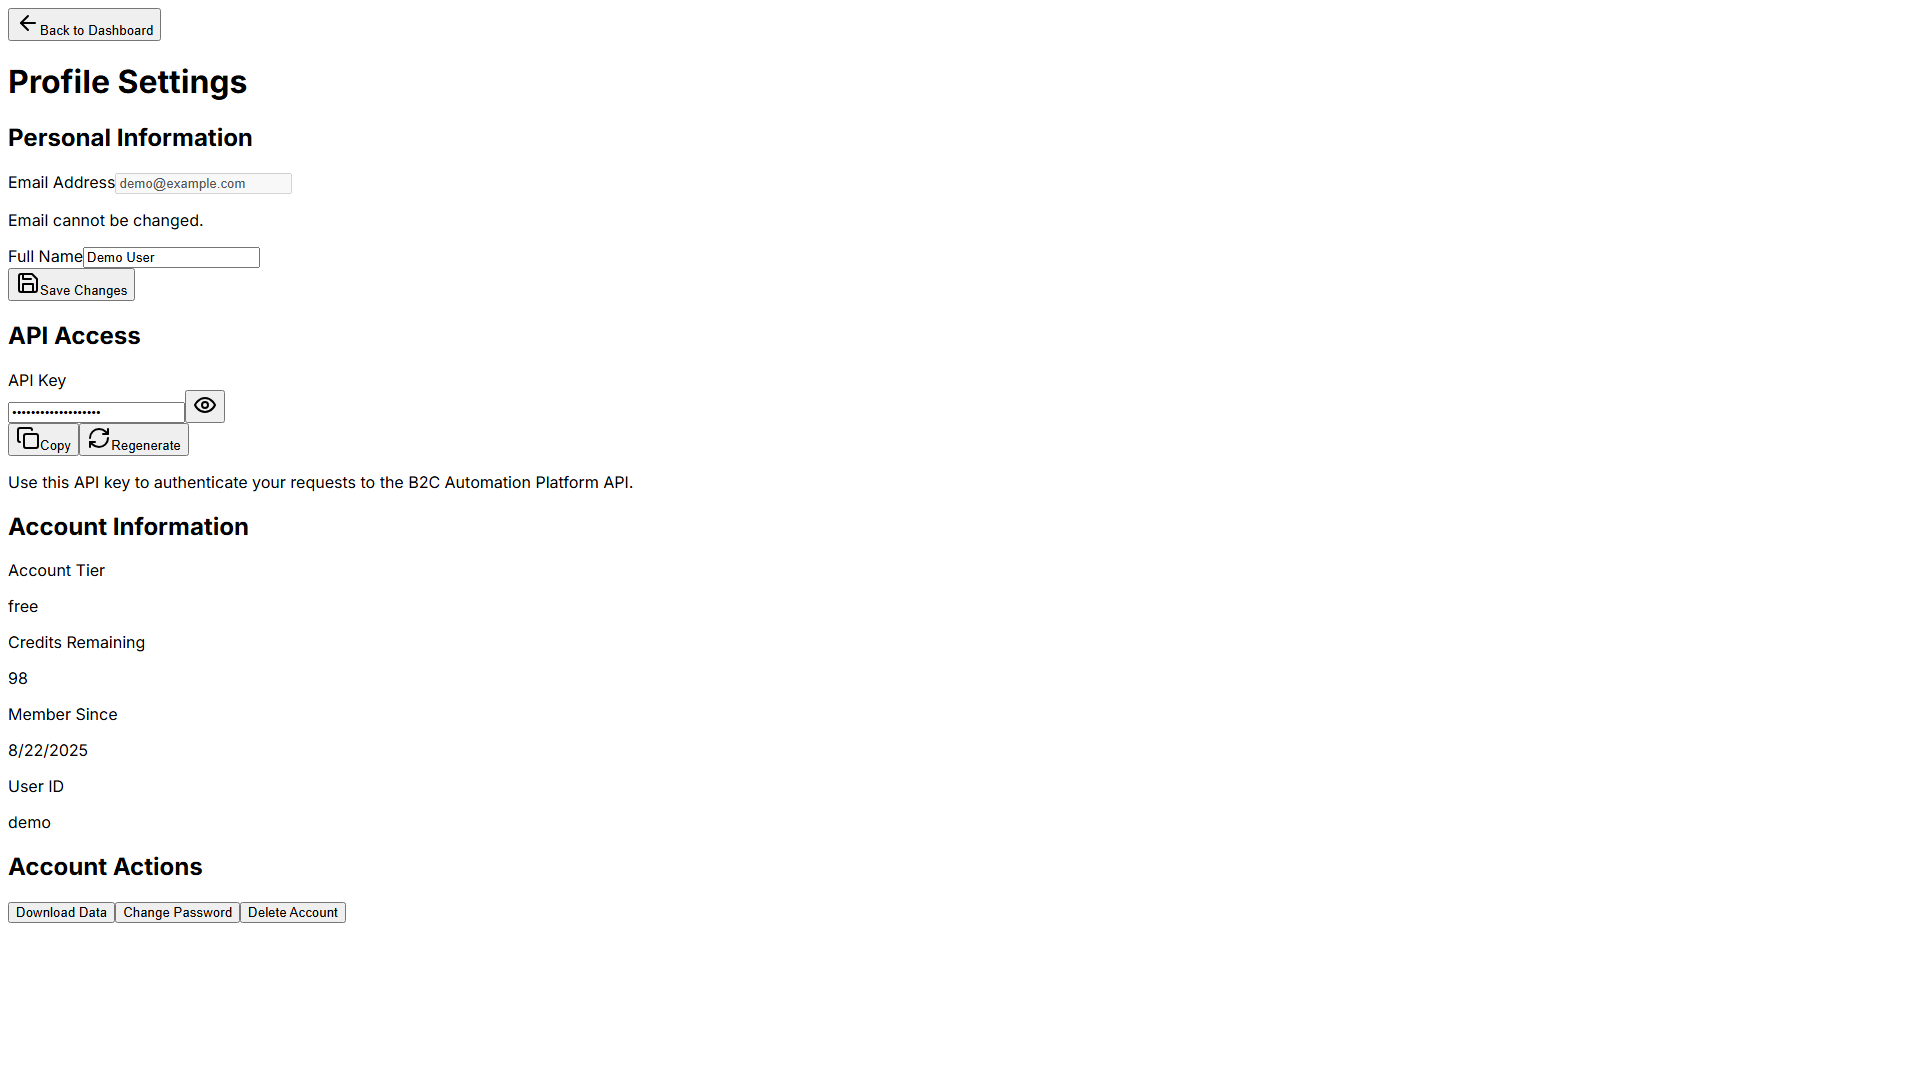 Back to Dashboard
Profile Settings
Personal Information
Email Address demo@example.com
Email cannot be changed.
Full Name Demo User
Save Changes
API Access
API Key
•••••••••••••••••••
Copy Regenerate
Use this API key to authenticate your requests to the B2C Automation Platform API.
Account Information
Account Tier
free
Credits Remaining
98
Member Since
8/22/2025
User ID
demo
Account Actions
Download Data Change Password Delete Account